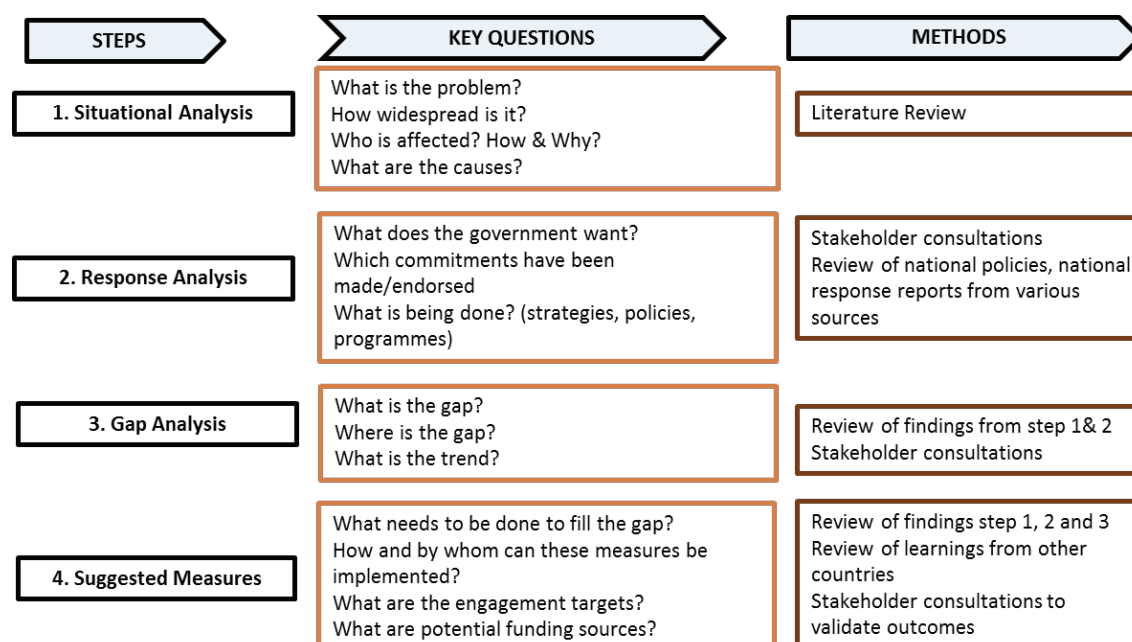 STEPS
KEY QUESTIONS
METHODS
1. Situational Analysis
What is the problem?
How widespread is it?
Who is affected? How & Why?
What are the causes?
Literature Review
2. Response Analysis
What does the government want?
Which commitments have been
made/endorsed
What is being done? (strategies, policies,
programmes)
Stakeholder consultations
Review of national policies, national
response reports from various
sources
3. Gap Analysis
What is the gap?
Where is the gap?
What is the trend?
Review of findings from step 1& 2
Stakeholder consultations
4. Suggested Measures
What needs to be done to fill the gap?
How and by whom can these measures be
implemented?
What are the engagement targets?
What are potential funding sources?
Review of findings step 1, 2 and 3
Review of learnings from other
countries
Stakeholder consultations to
validate outcomes